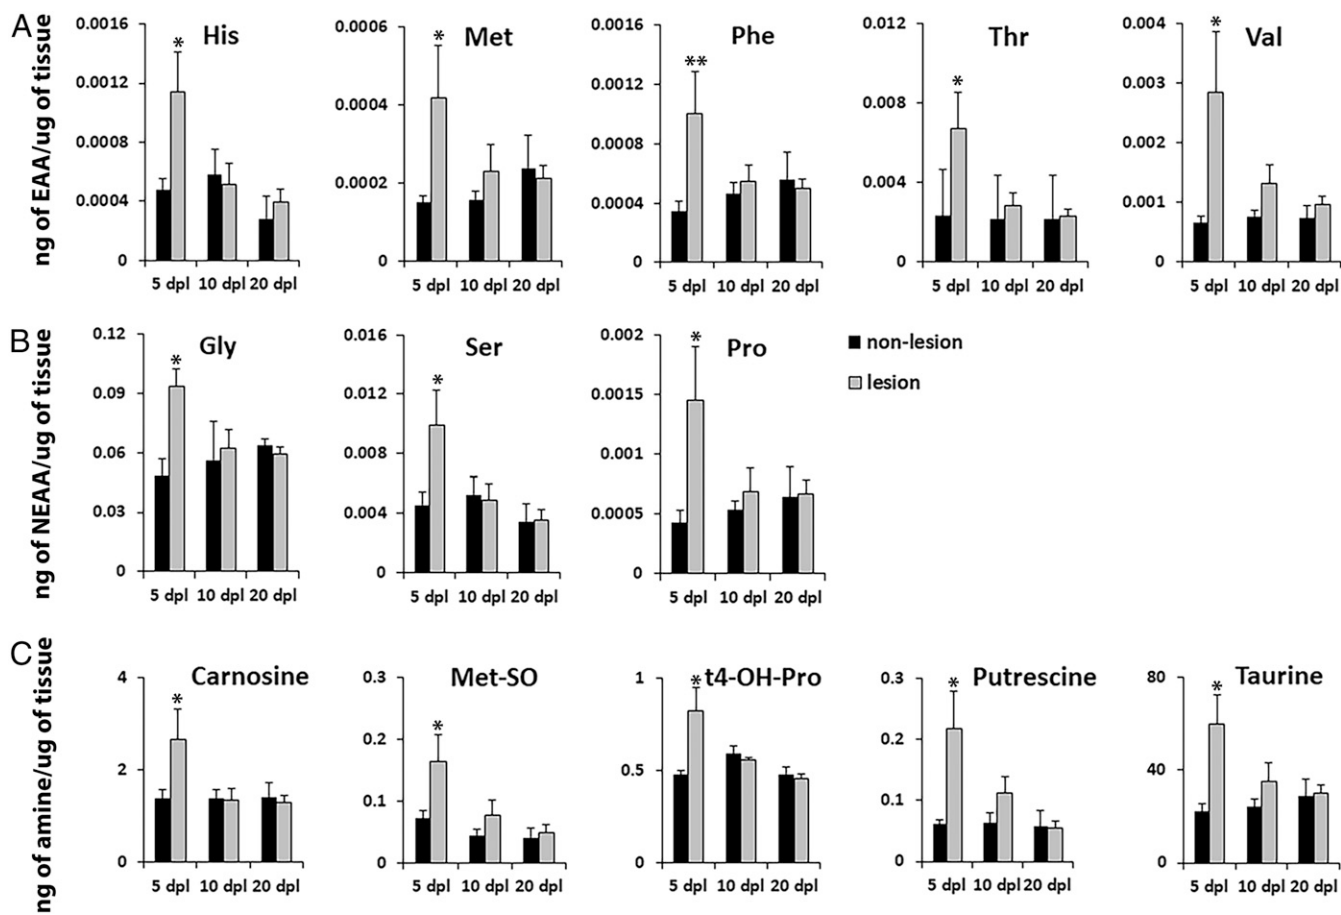 A
ng of EAA/ug of tissue
His
0.0016
0.0012
0.0008
0.0004
0
*
5 dpl 10 dpl 20 dpl
Met
0.0006
0.0004
0.0002
0
*
5 dpl 10 dpl 20 dpl
Phe
0.0016
0.0012
0.0008
0.0004
0
**
5 dpl 10 dpl 20 dpl
Thr
0.012
0.008
0.004
0
*
5 dpl 10 dpl 20 dpl
Val
0.004
0.003
0.002
0.001
0
*
5 dpl 10 dpl 20 dpl
B
ng of NEAA/ug of tissue
Gly
0.12
0.09
0.06
0.03
0
*
5 dpl 10 dpl 20 dpl
Ser
0.016
0.012
0.008
0.004
0
*
5 dpl 10 dpl 20 dpl
Pro
0.002
0.0015
0.001
0.0005
0
*
5 dpl 10 dpl 20 dpl
non-lesion
lesion
C
ng of amine/ug of tissue
Carnosine
4
2
0
*
5 dpl 10 dpl 20 dpl
Met-SO
0.3
0.2
0.1
0
*
5 dpl 10 dpl 20 dpl
t4-OH-Pro
1
0.5
0
*
5 dpl 10 dpl 20 dpl
Putrescine
0.3
0.2
0.1
0
*
5 dpl 10 dpl 20 dpl
Taurine
80
40
0
*
5 dpl 10 dpl 20 dpl